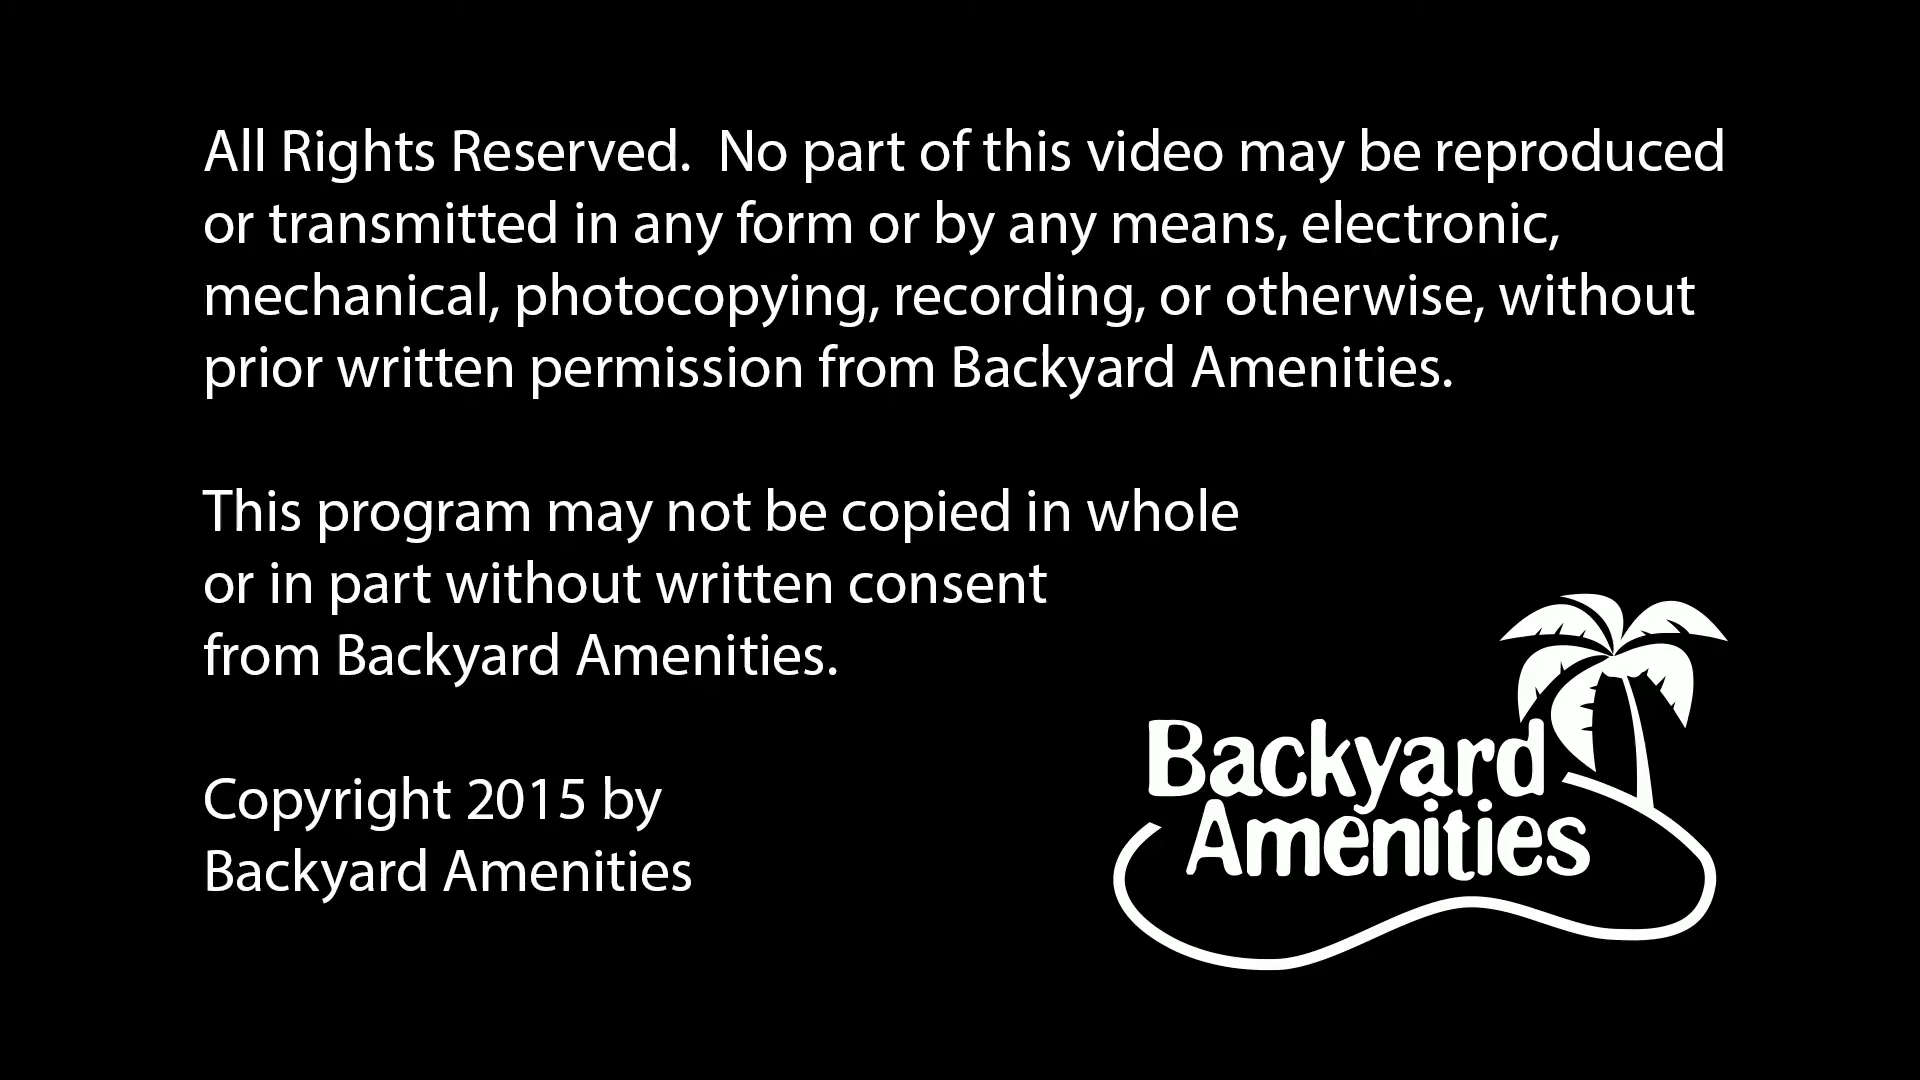 All Rights Reserved.  No part of this video may be reproduced
or transmitted in any form or by any means, electronic,
mechanical, photocopying, recording, or otherwise, without
prior written permission from Backyard Amenities.
This program may not be copied in whole
or in part without written consent
from Backyard Amenities.
Copyright 2015 by
Backyard Amenities
Backyard
Amenities